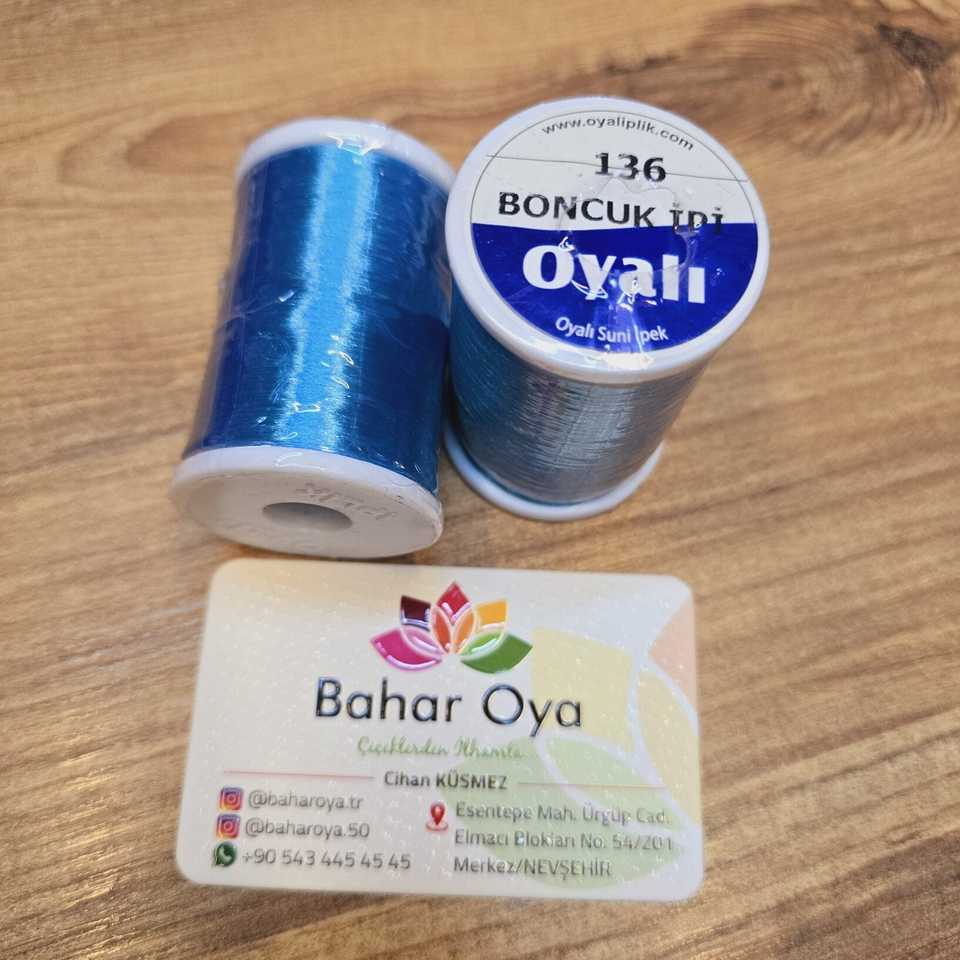 www.oyaliplik.com
136
BONCUK İPİ
Oyalı
Oyalı Suni İpek
Bahar Oya
Çiçeklerden İlhamla...
Cihan KÜSMEZ
@baharoya.tr
@baharoya.50
+90 543 445 45 45
Esentepe Mah. Ürgüp Cad.
Elmacı Blokları No: 54/201
Merkez/NEVŞEHİR